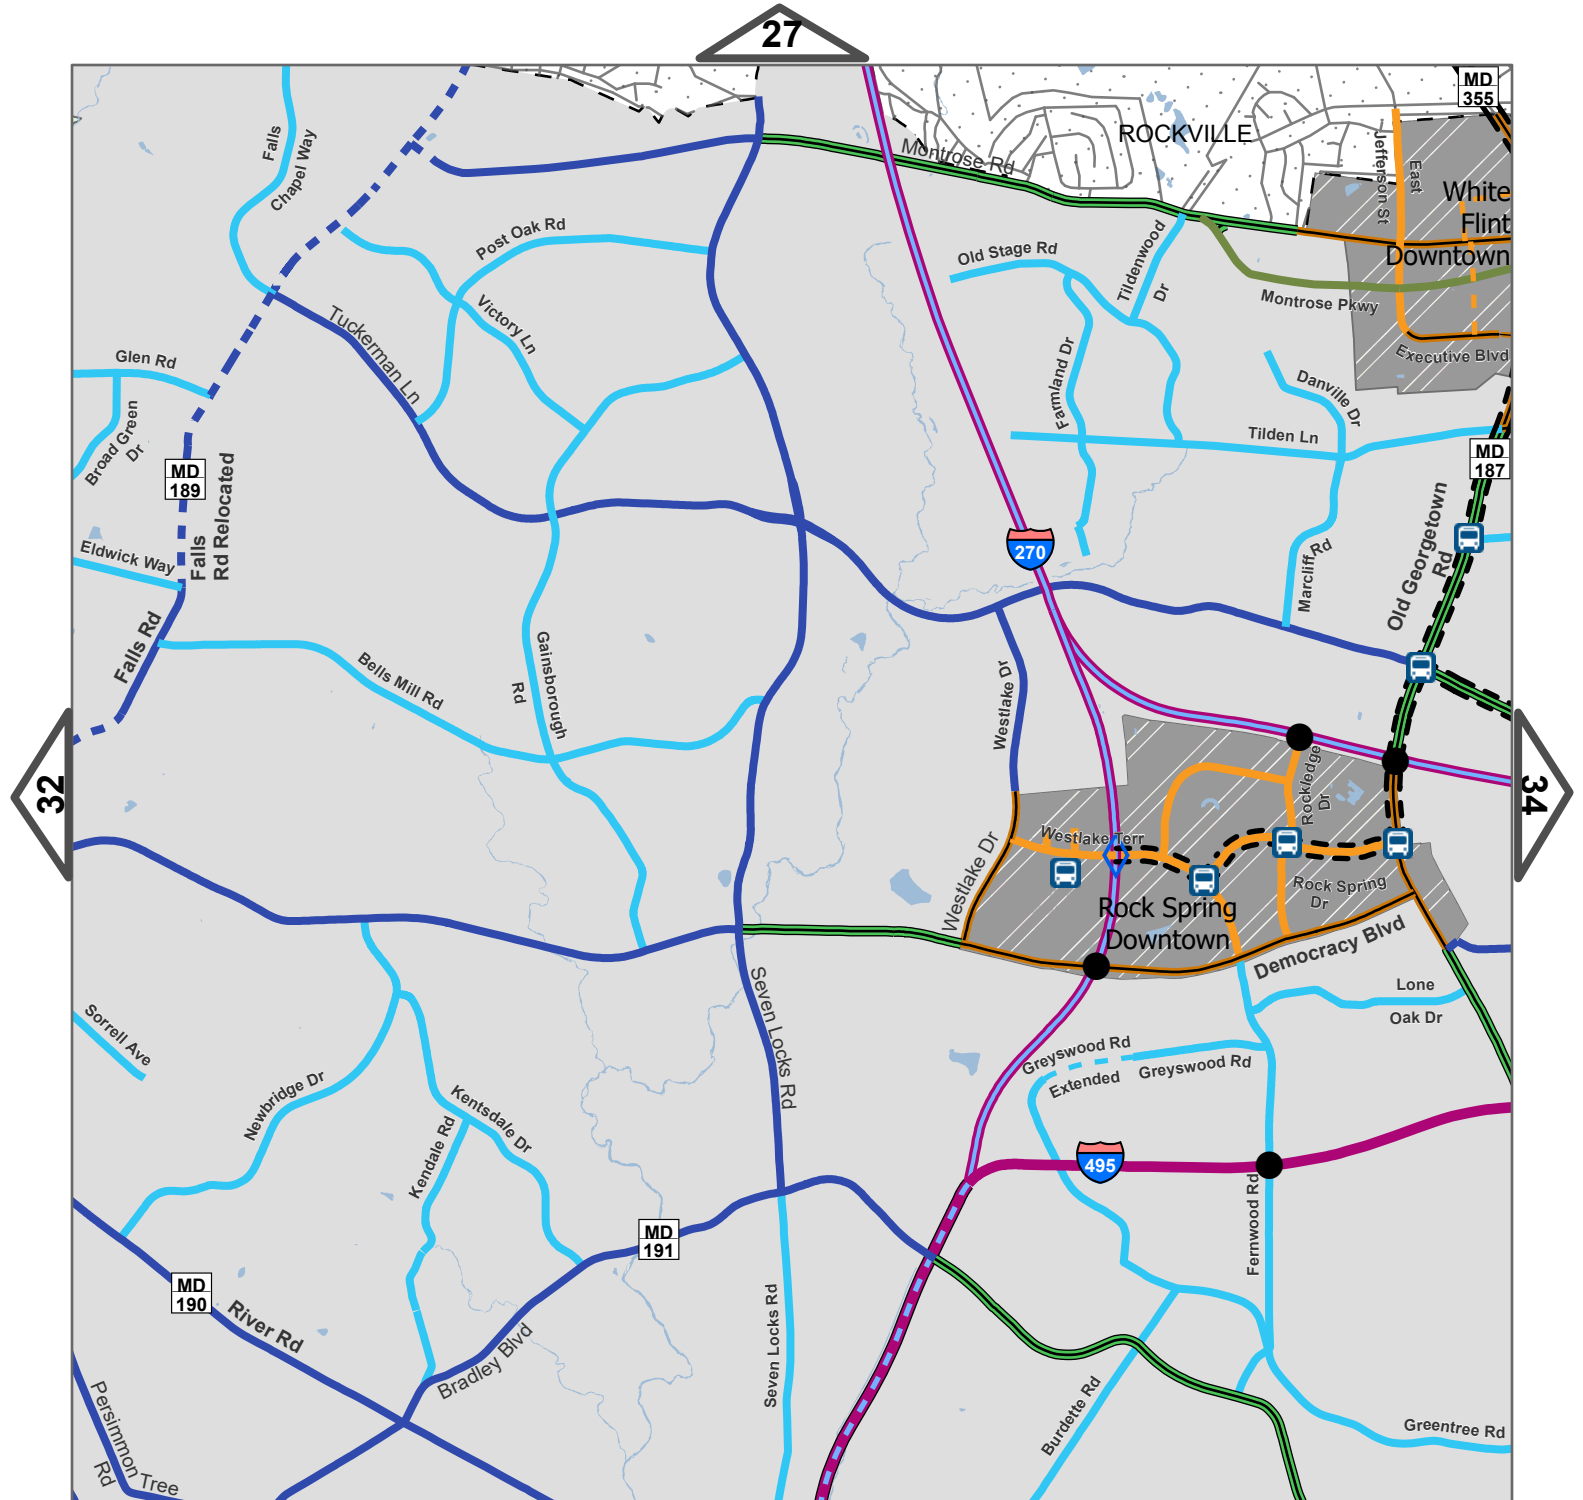 27
MD
355
ROCKVILLE
Montrose Rd
Falls
Chapel Way
East
Jefferson St
White
Flint
Downtown
Post Oak Rd
Old Stage Rd
Tildenwood
Dr
Montrose Pkwy
Victory Ln
Tuckerman Ln
Executive Blvd
Glen Rd
Farmland Dr
Danville Dr
Broad Green
Dr
Tilden Ln
MD
189
MD
187
Falls
Rd Relocated
Old Georgetown
Rd
Eldwick Way
270
Marcliff Rd
Falls Rd
Bells Mill Rd
Gainsborough
Rd
Westlake Dr
32
34
Rockledge
Dr
Westlake Terr
Westlake Dr
Rock Spring
Dr
Rock Spring
Downtown
Democracy Blvd
Seven Locks Rd
Lone
Oak Dr
Sorrell Ave
Greyswood Rd
Extended
Greyswood Rd
Newbridge Dr
Kentsdale Dr
Kendale Rd
495
Fernwood Rd
MD
191
MD
190
River Rd
Bradley Blvd
Seven Locks Rd
Persimmon Tree
Rd
Burdette Rd
Greentree Rd